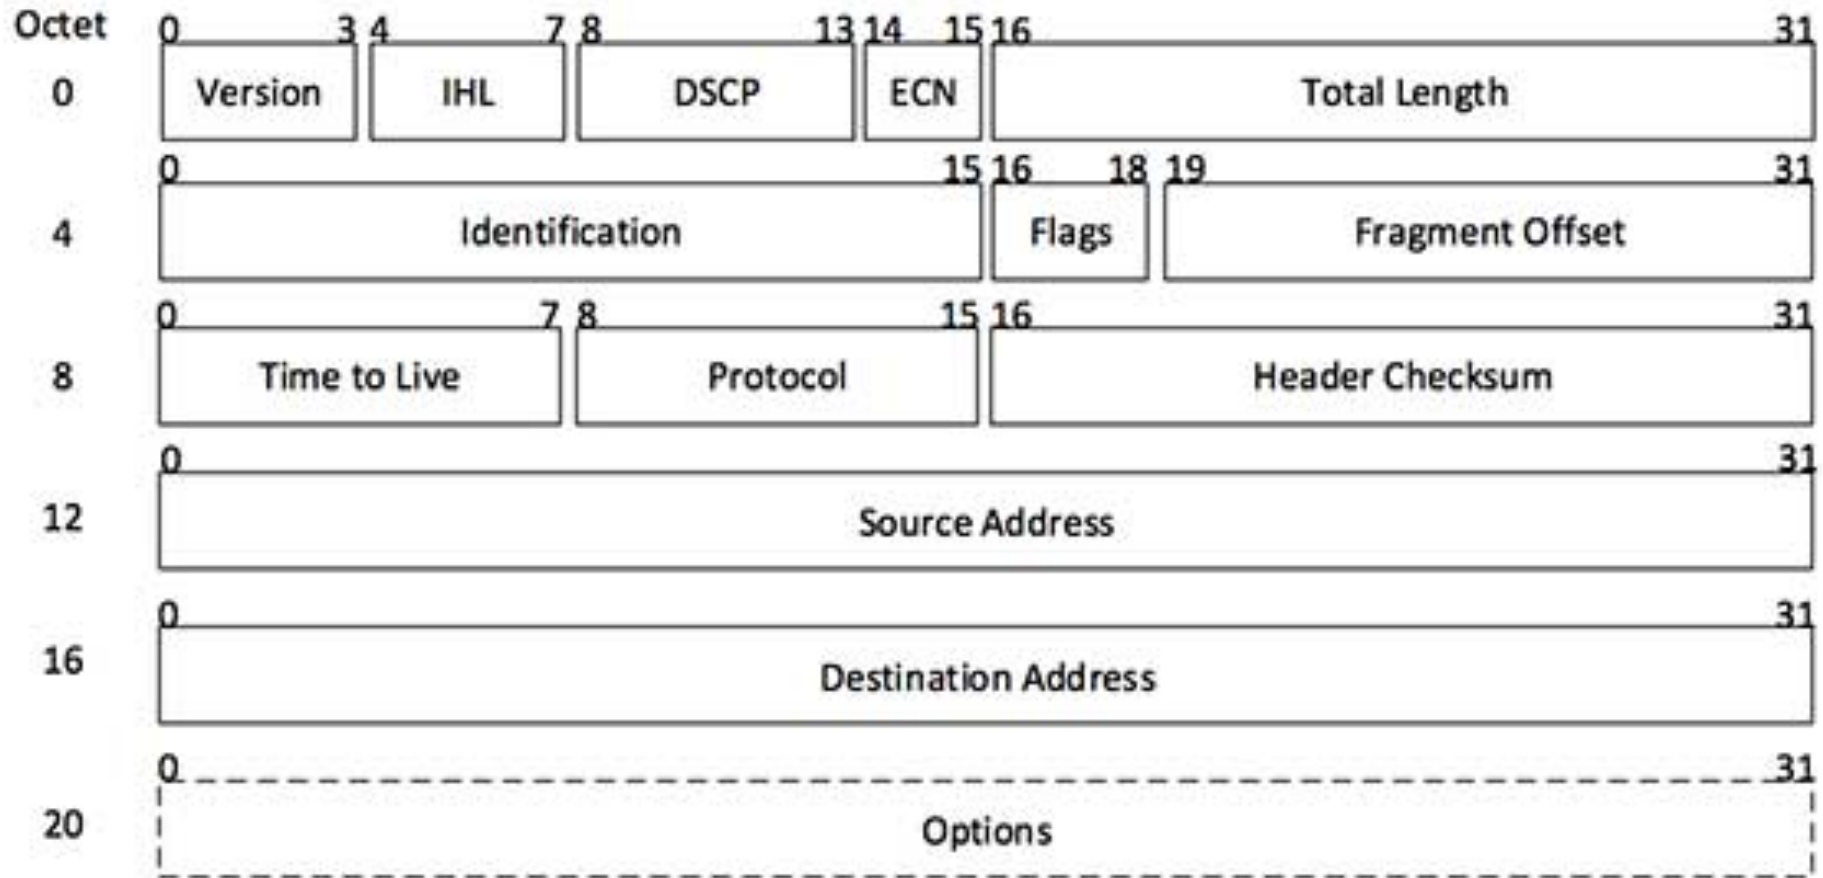 Octet 0 3 4 7 8 13 14 15 16 31
0 Version IHL DSCP ECN Total Length
0 15 16 18 19 31
4 Identification Flags Fragment Offset
0 7 8 15 16 31
8 Time to Live Protocol Header Checksum
0 31
12 Source Address
0 31
16 Destination Address
0 31
20 Options